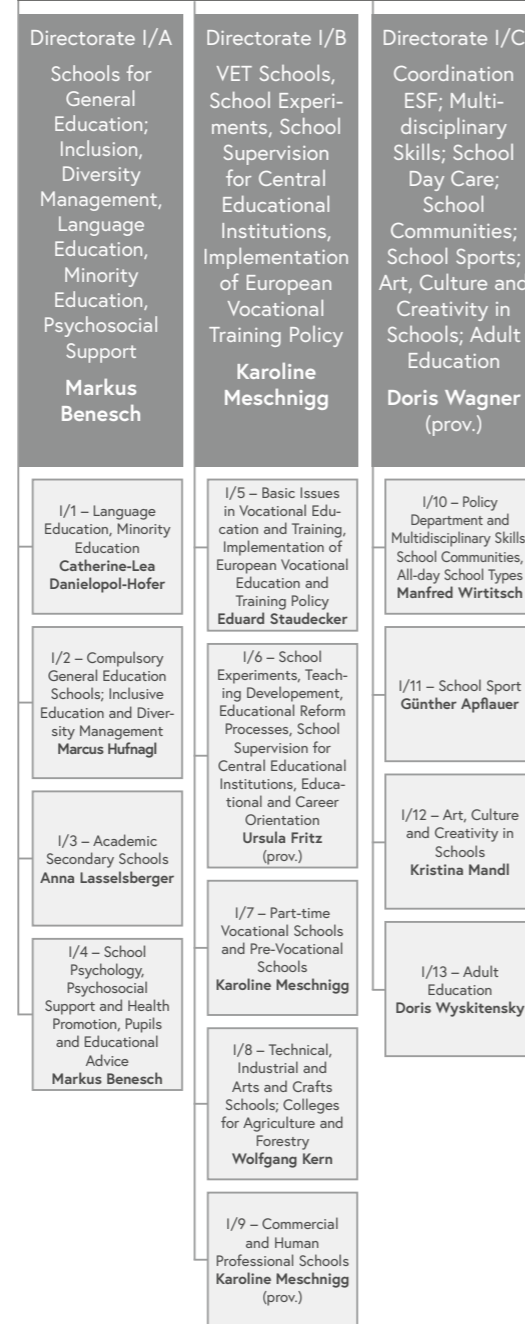 Directorate I/A
Schools for
General
Education;
Inclusion,
Diversity
Management,
Language
Education,
Minority
Education,
Psychosocial
Support
Markus
Benesch
I/1 – Language
Education, Minority
Education
Catherine-Lea
Danielopol-Hofer
I/2 – Compulsory
General Education
Schools; Inclusive
Education and Diver-
sity Management
Marcus Hufnagl
I/3 – Academic
Secondary Schools
Anna Lasselsberger
I/4 – School
Psychology,
Psychosocial
Support and Health
Promotion, Pupils
and Educational
Advice
Markus Benesch
Directorate I/B
VET Schools,
School Experi-
ments, School
Supervision
for Central
Educational
Institutions,
Implementation
of European
Vocational
Training Policy
Karoline
Meschnigg
I/5 – Basic Issues
in Vocational Edu-
cation and Training,
Implementation of
European Vocational
Education and
Training Policy
Eduard Staudecker
I/6 – School
Experiments, Teach-
ing Developement,
Educational Reform
Processes, School
Supervision for
Central Educational
Institutions, Educa-
tional and Career
Orientation
Ursula Fritz
(prov.)
I/7 – Part-time
Vocational Schools
and Pre-Vocational
Schools
Karoline Meschnigg
I/8 – Technical,
Industrial and
Arts and Crafts
Schools; Colleges
for Agriculture and
Forestry
Wolfgang Kern
I/9 – Commercial
and Human
Professional Schools
Karoline Meschnigg
(prov.)
Directorate I/C
Coordination
ESF; Multi-
disciplinary
Skills; School
Day Care;
School
Communities;
School Sports;
Art, Culture and
Creativity in
Schools; Adult
Education
Doris Wagner
(prov.)
I/10 – Policy
Department and
Multidisciplinary Skills
School Communities,
All-day School Types
Manfred Wirtitsch
I/11 – School Sport
Günther Apflauer
I/12 – Art, Culture
and Creativity in
Schools
Kristina Mandl
I/13 – Adult
Education
Doris Wyskitensky